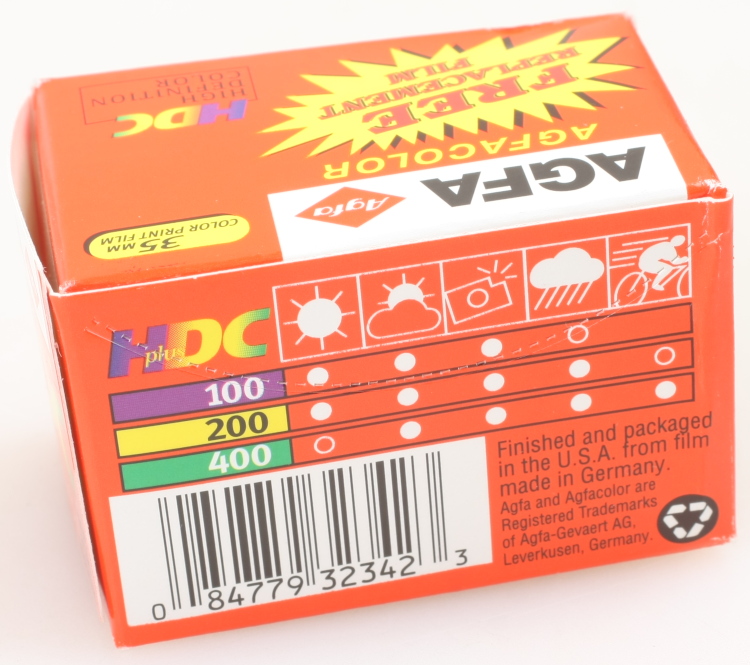 HIGH
DEFINITION
COLOR
HDC
FREE
REPLACEMENT
FILM
AGFACOLOR
AGFA
Agfa
35MM
COLOR PRINT FILM
HDC
plus
100
200
400
Finished and packaged
in the U.S.A. from film
made in Germany.
Agfa and Agfacolor are
Registered Trademarks
of Agfa-Gevaert AG,
Leverkusen, Germany.
0 84779 32342 3